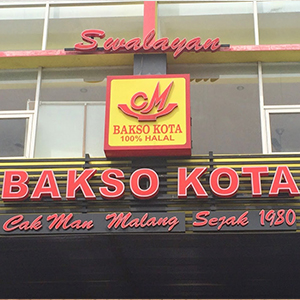 Swalayan
CM
BAKSO KOTA
100% HALAL
BAKSO KOTA
Cak Man Malang Sejak 1980